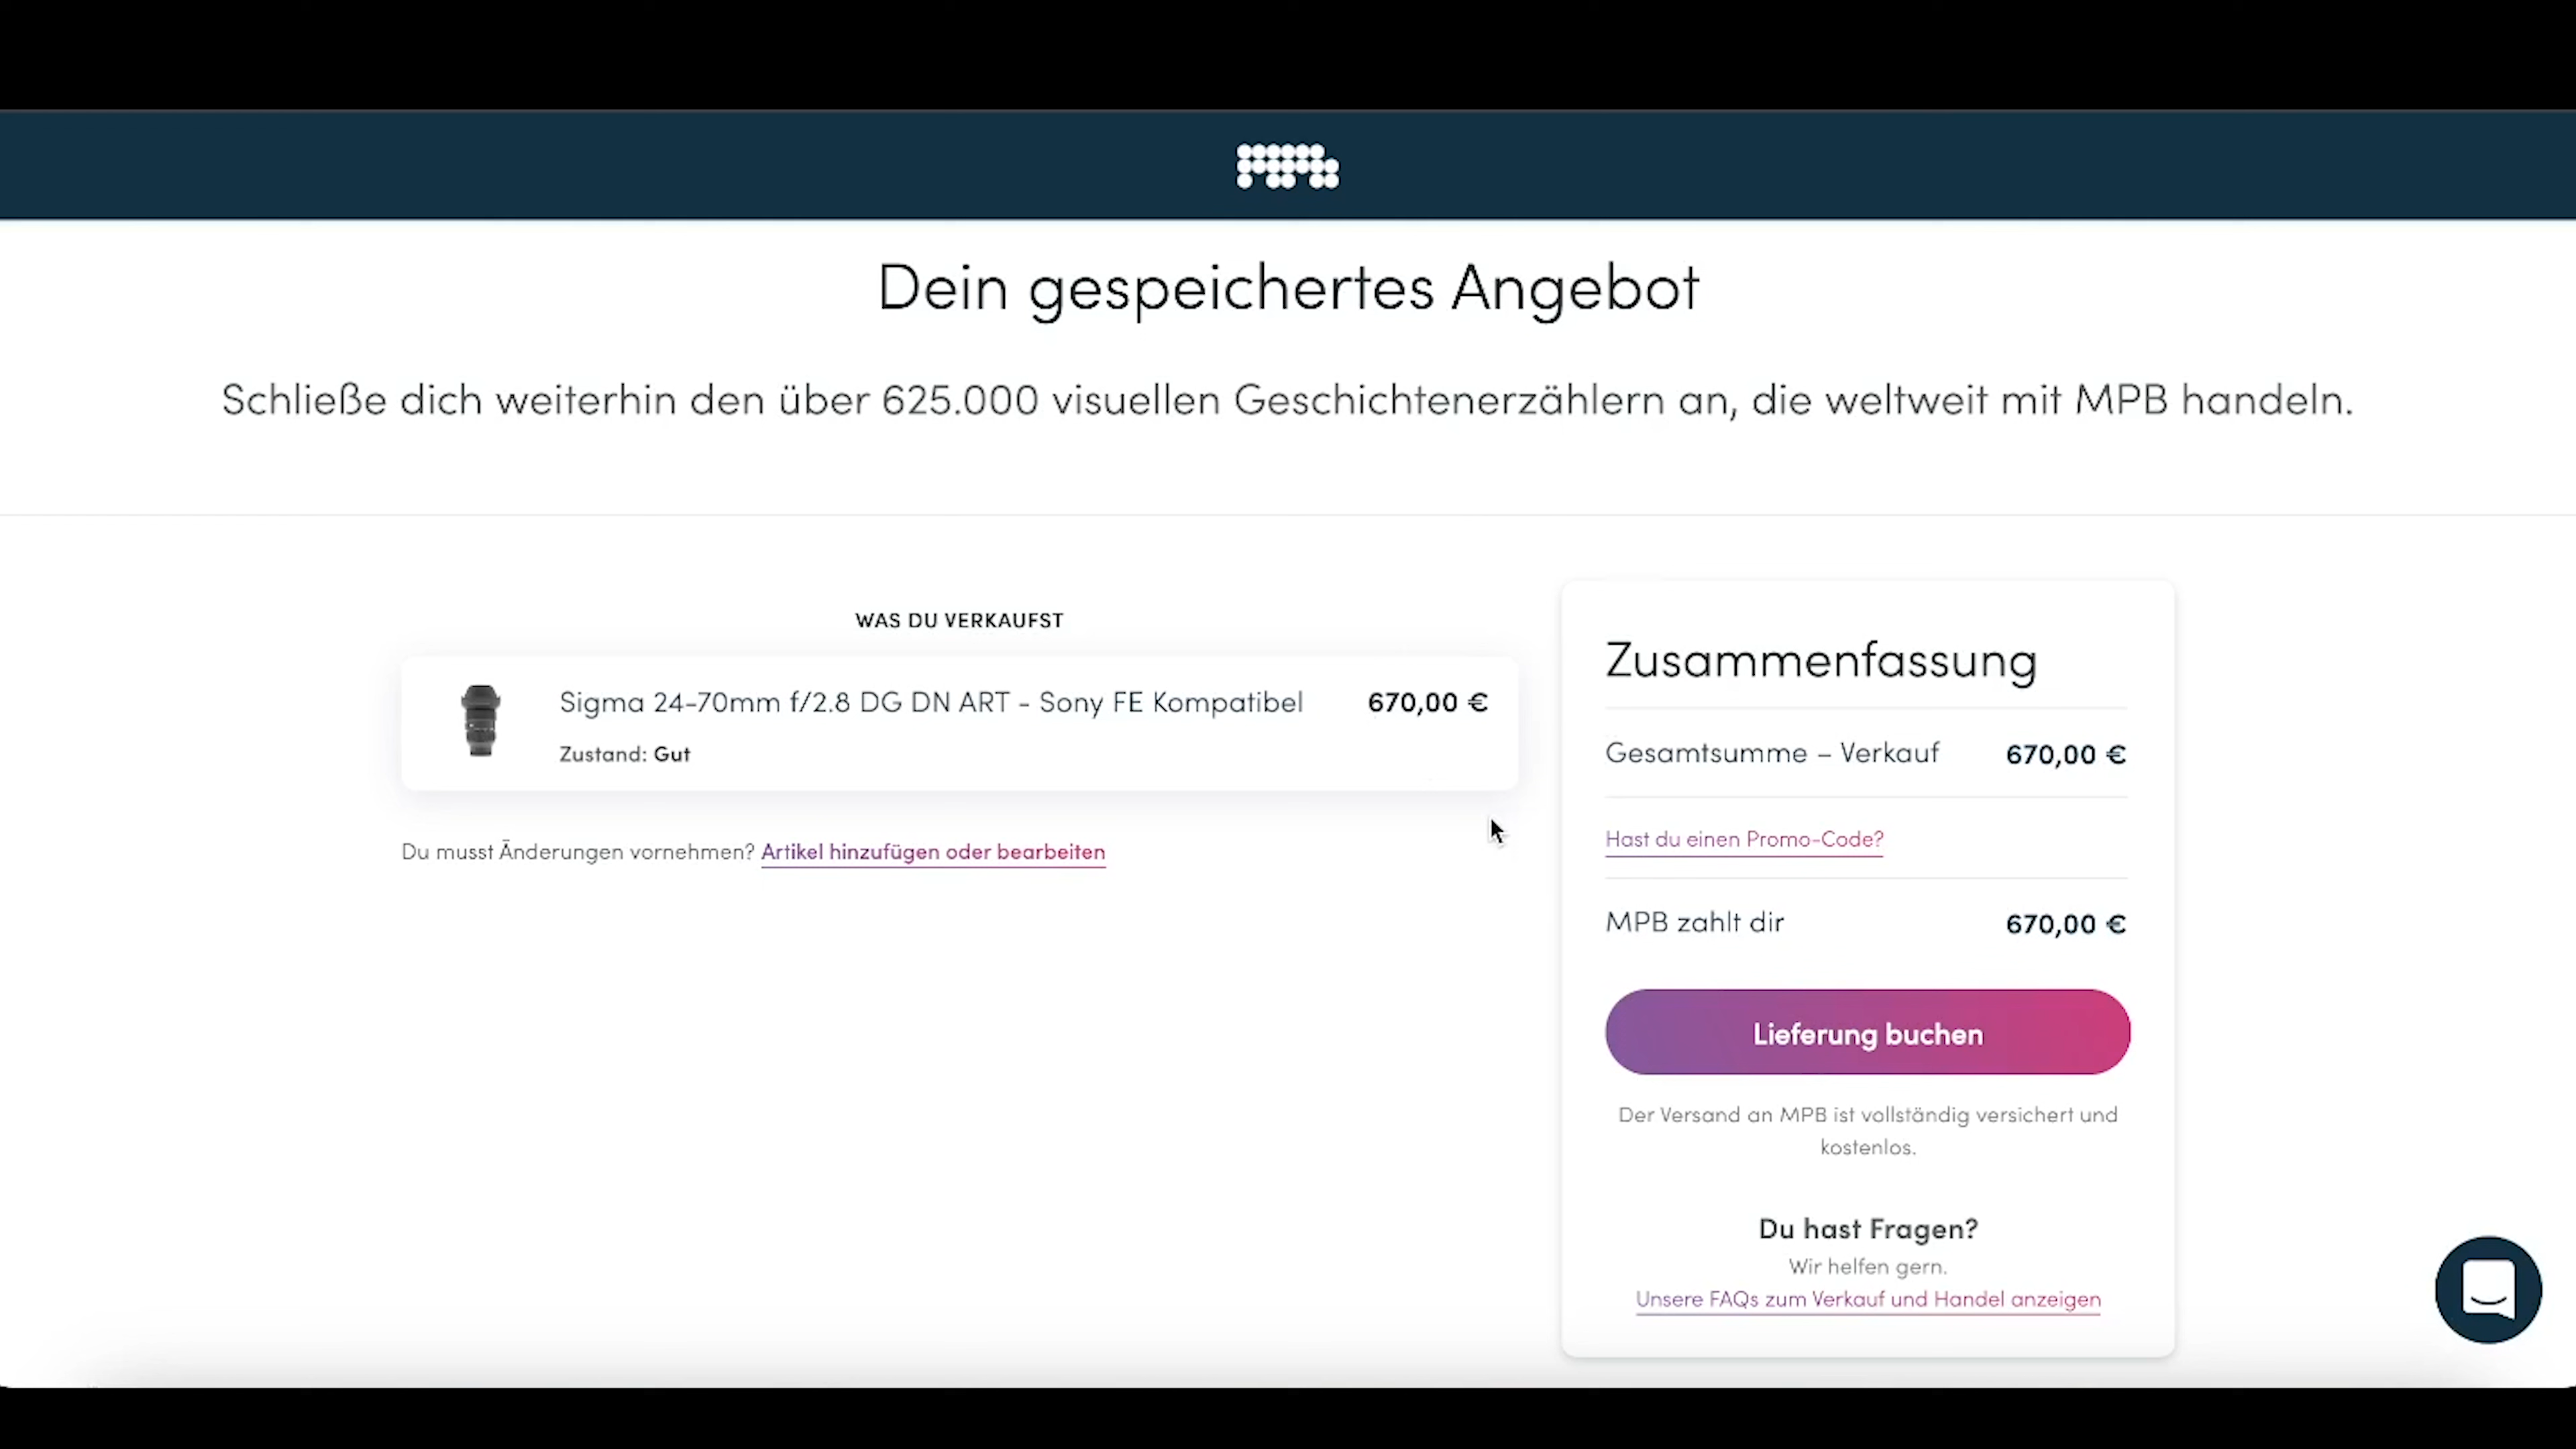 mpb
Dein gespeichertes Angebot
Schließe dich weiterhin den über 625.000 visuellen Geschichtenerzählern an, die weltweit mit MPB handeln.
WAS DU VERKAUFST
Sigma 24-70mm f/2.8 DG DN ART - Sony FE Kompatibel 670,00 €
Zustand: Gut
Du musst Änderungen vornehmen? Artikel hinzufügen oder bearbeiten
Zusammenfassung
Gesamtsumme – Verkauf 670,00 €
Hast du einen Promo-Code?
MPB zahlt dir 670,00 €
Lieferung buchen
Der Versand an MPB ist vollständig versichert und
kostenlos.
Du hast Fragen?
Wir helfen gern.
Unsere FAQs zum Verkauf und Handel anzeigen